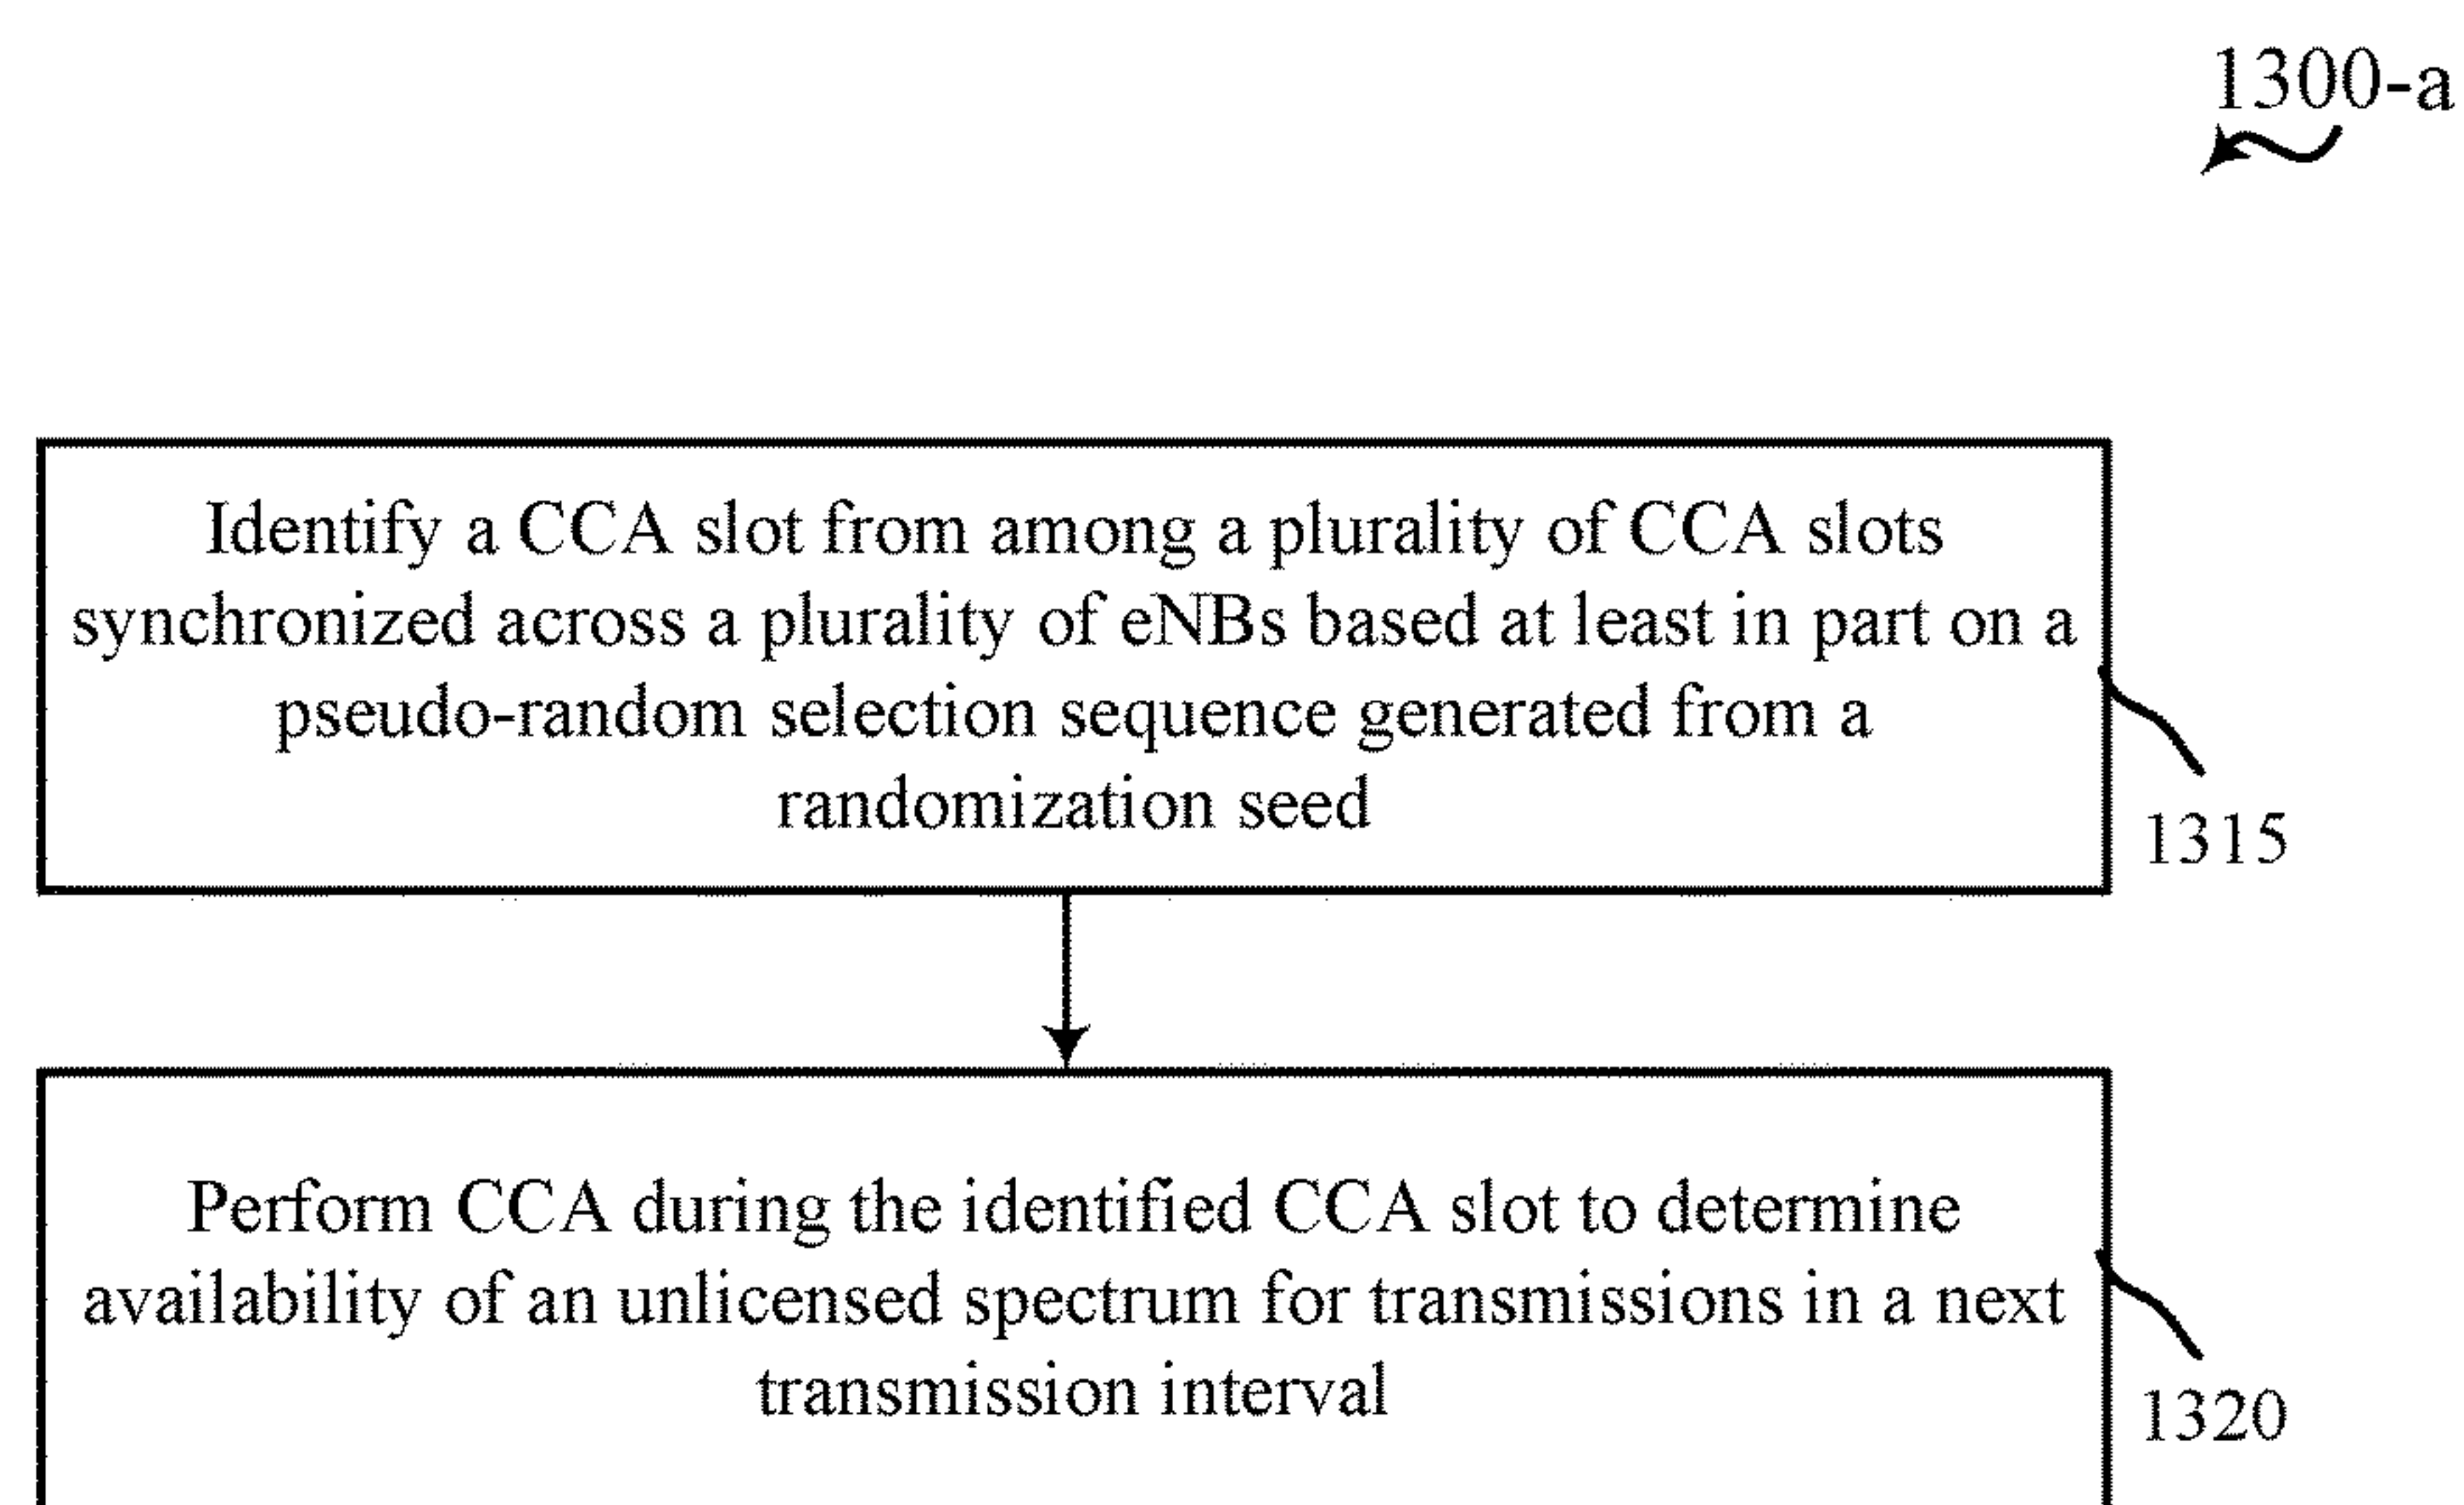 1300-a
Identify a CCA slot from among a plurality of CCA slots
synchronized across a plurality of eNBs based at least in part on a
pseudo-random selection sequence generated from a
randomization seed
1315
Perform CCA during the identified CCA slot to determine
availability of an unlicensed spectrum for transmissions in a next
transmission interval
1320